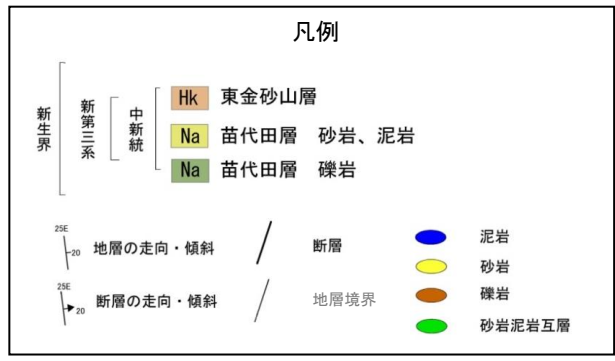 凡例
新生界
新第三系
中新統
Hk 東金砂山層
Na 苗代田層 砂岩、泥岩
Na 苗代田層 礫岩
25E 20 地層の走向・傾斜
断層
25E 20 断層の走向・傾斜
地層境界
泥岩
砂岩
礫岩
砂岩泥岩互層